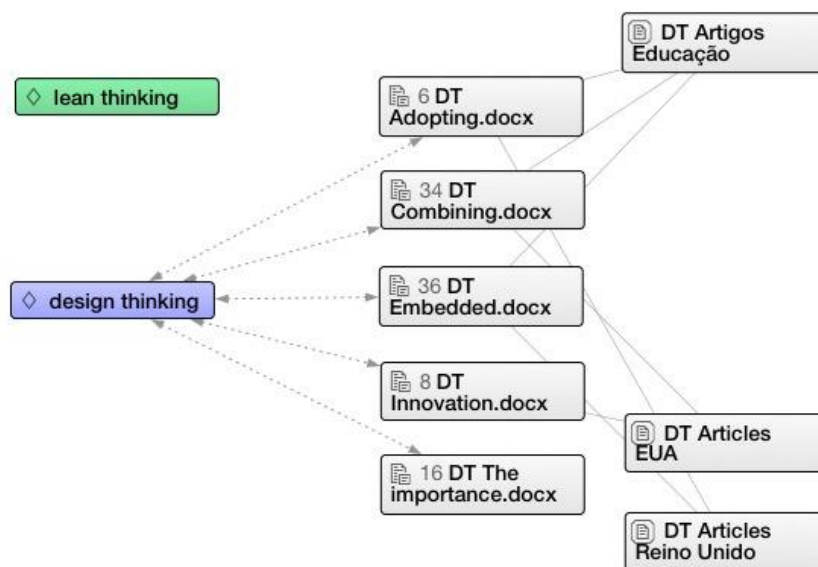 DT Artigos
Educação
lean thinking
6 DT
Adopting.docx
34 DT
Combining.docx
design thinking
36 DT
Embedded.docx
8 DT
Innovation.docx
DT Articles
EUA
16 DT The
importance.docx
DT Articles
Reino Unido